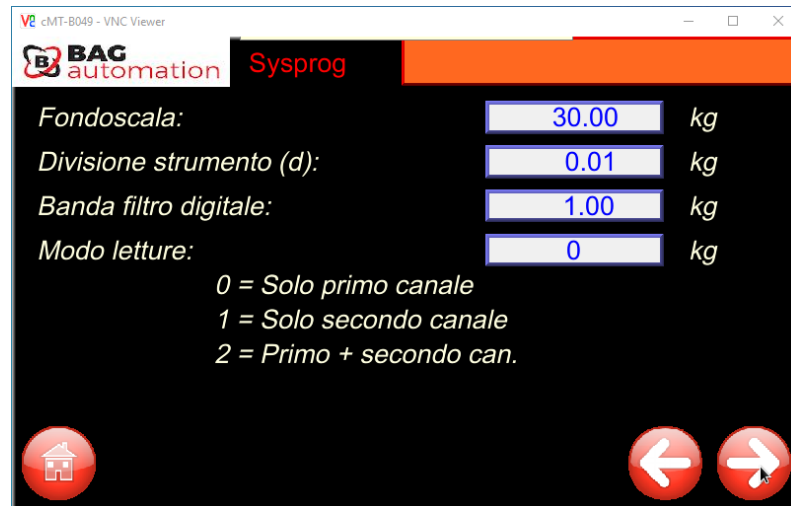 cMT-B049 - VNC Viewer
BAG
automation
Sysprog
Fondoscala: 30.00 kg
Divisione strumento (d): 0.01 kg
Banda filtro digitale: 1.00 kg
Modo letture: 0 kg
0 = Solo primo canale
1 = Solo secondo canale
2 = Primo + secondo can.